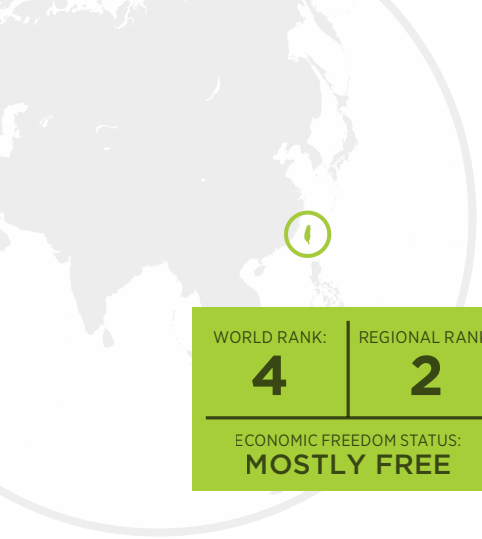 WORLD RANK:
4
REGIONAL RANK
2
ECONOMIC FREEDOM STATUS:
MOSTLY FREE